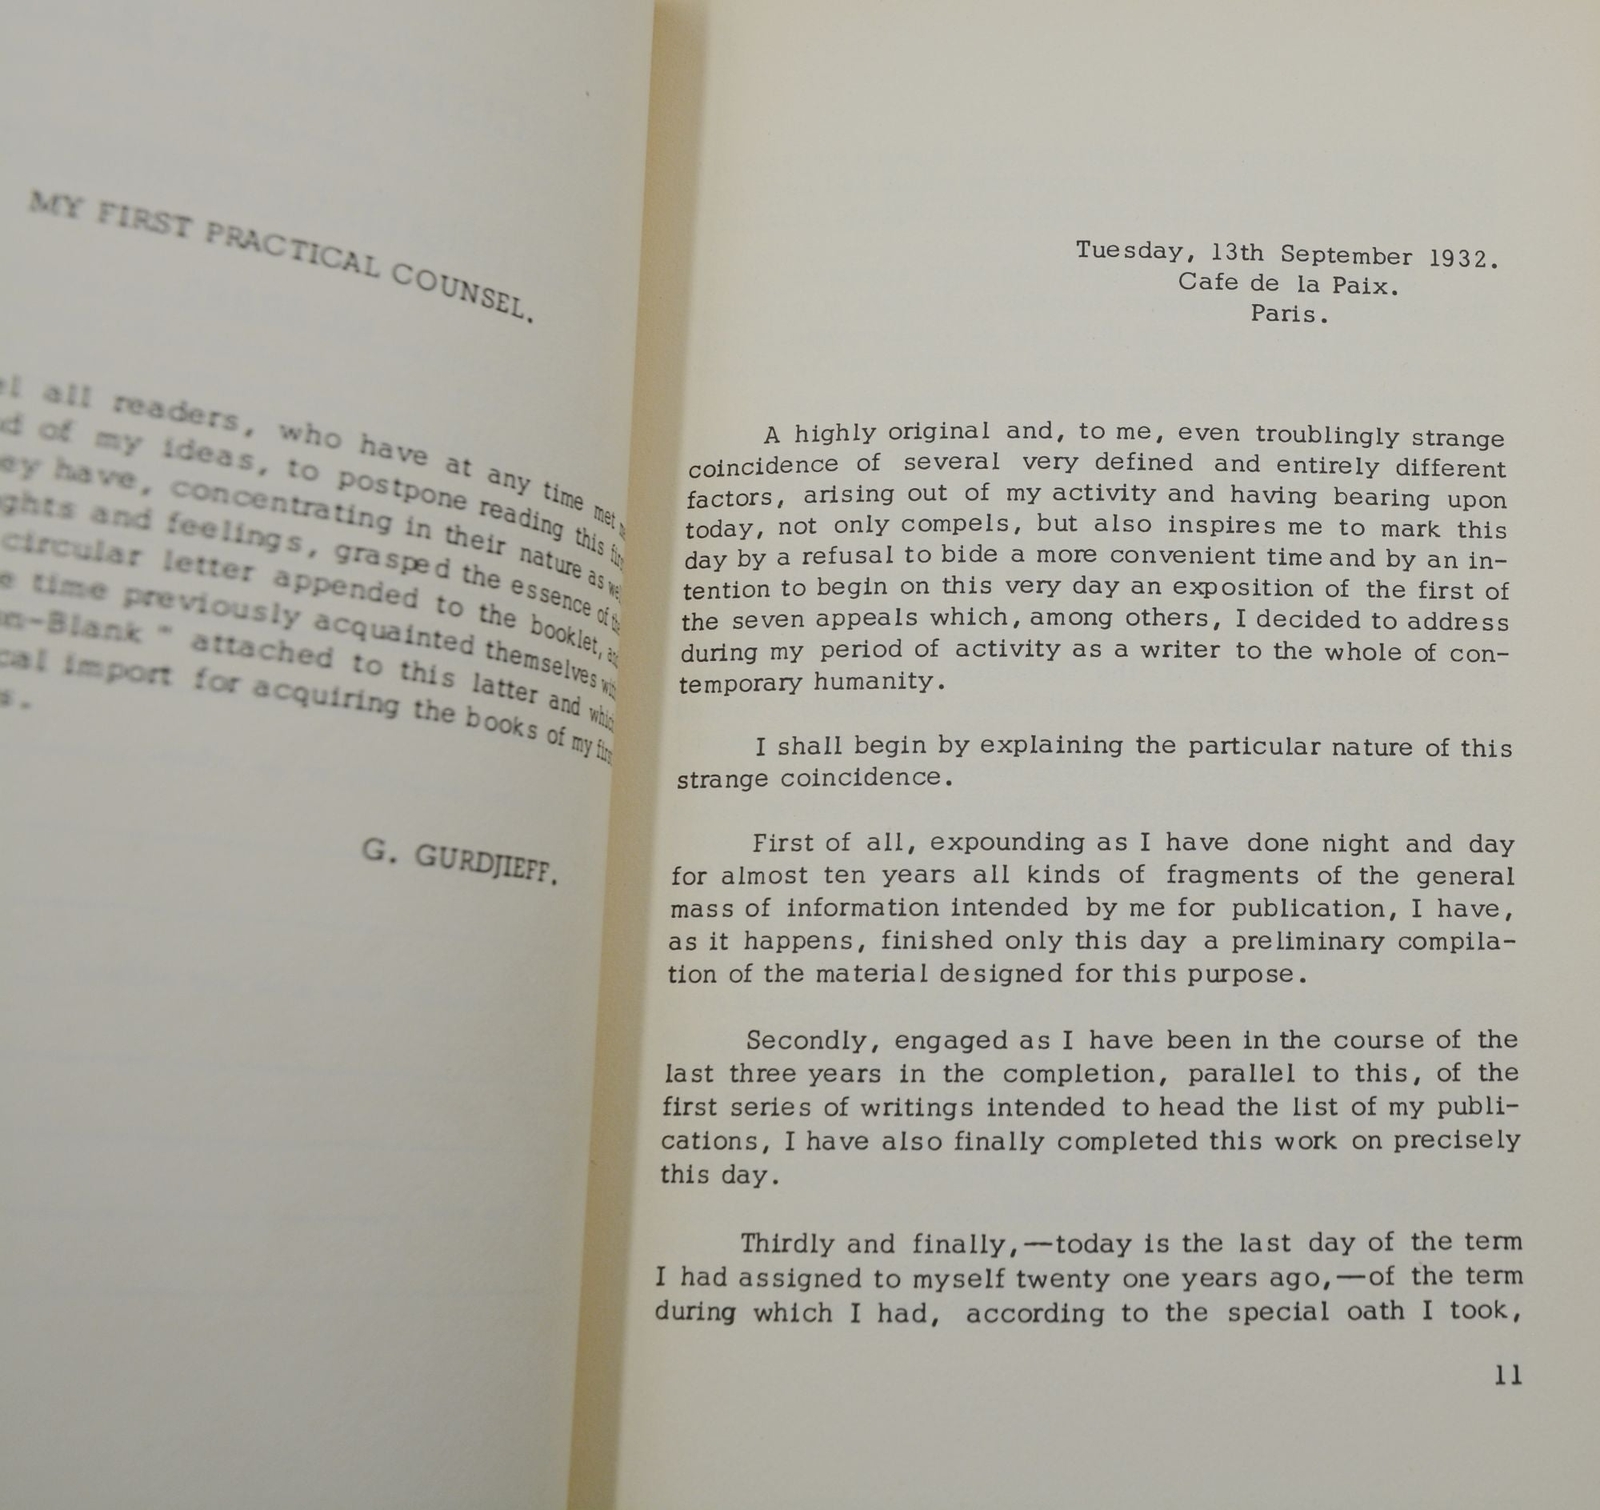 MY FIRST PRACTICAL COUNSEL.
all readers, who have at any time met
of my ideas, to postpone reading this
have, concentrating in their nature as
and feelings, grasped the essence of
circular letter appended to the booklet,
time previously acquainted themselves
-Blank " attached to this latter and
import for acquiring the books of my
G. GURDJIEFF.
Tuesday, 13th September 1932.
Cafe de la Paix.
Paris.
A highly original and, to me, even troublingly strange
coincidence of several very defined and entirely different
factors, arising out of my activity and having bearing upon
today, not only compels, but also inspires me to mark this
day by a refusal to bide a more convenient time and by an in-
tention to begin on this very day an exposition of the first of
the seven appeals which, among others, I decided to address
during my period of activity as a writer to the whole of con-
temporary humanity.
I shall begin by explaining the particular nature of this
strange coincidence.
First of all, expounding as I have done night and day
for almost ten years all kinds of fragments of the general
mass of information intended by me for publication, I have,
as it happens, finished only this day a preliminary compila-
tion of the material designed for this purpose.
Secondly, engaged as I have been in the course of the
last three years in the completion, parallel to this, of the
first series of writings intended to head the list of my publi-
cations, I have also finally completed this work on precisely
this day.
Thirdly and finally,—today is the last day of the term
I had assigned to myself twenty one years ago,—of the term
during which I had, according to the special oath I took,
11